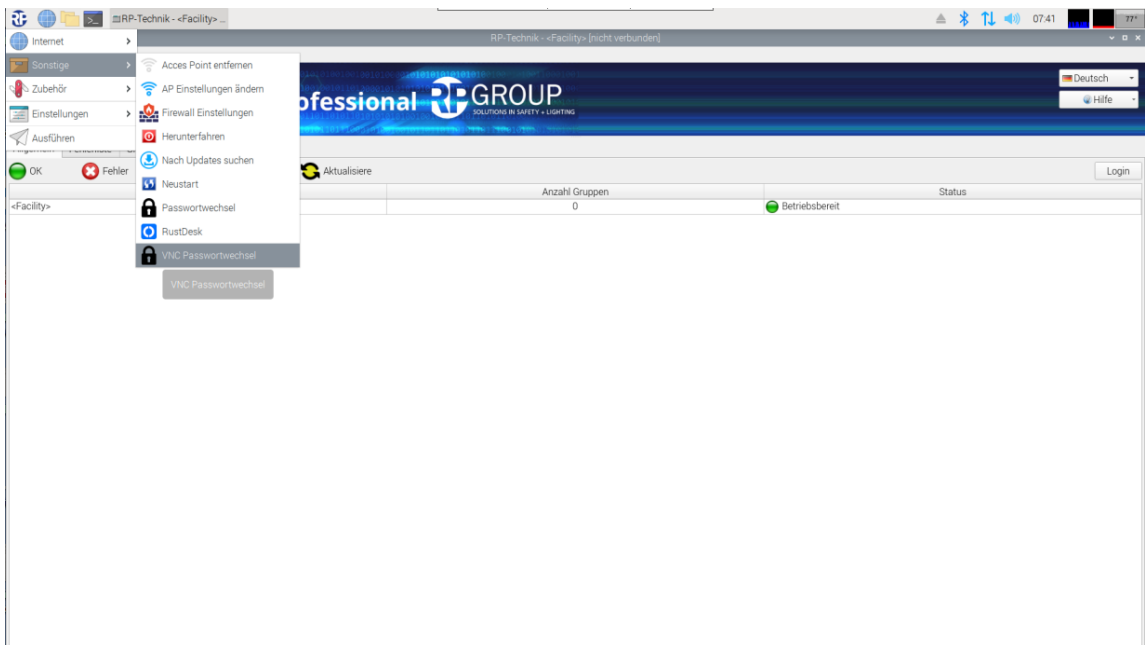 RP-Technik - <Facility> ...
07:41
77°
RP-Technik - <Facility> [nicht verbunden]
Internet
Sonstige
Zubehör
Einstellungen
Ausführen
Acces Point entfernen
AP Einstellungen ändern
Firewall Einstellungen
Herunterfahren
Nach Updates suchen
Neustart
Passwortwechsel
RustDesk
VNC Passwortwechsel
VNC Passwortwechsel
ofessional
RP GROUP
SOLUTIONS IN SAFETY + LIGHTING
Deutsch
Hilfe
OK
Fehler
Aktualisiere
Login
Anzahl Gruppen
Status
<Facility>
0
Betriebsbereit